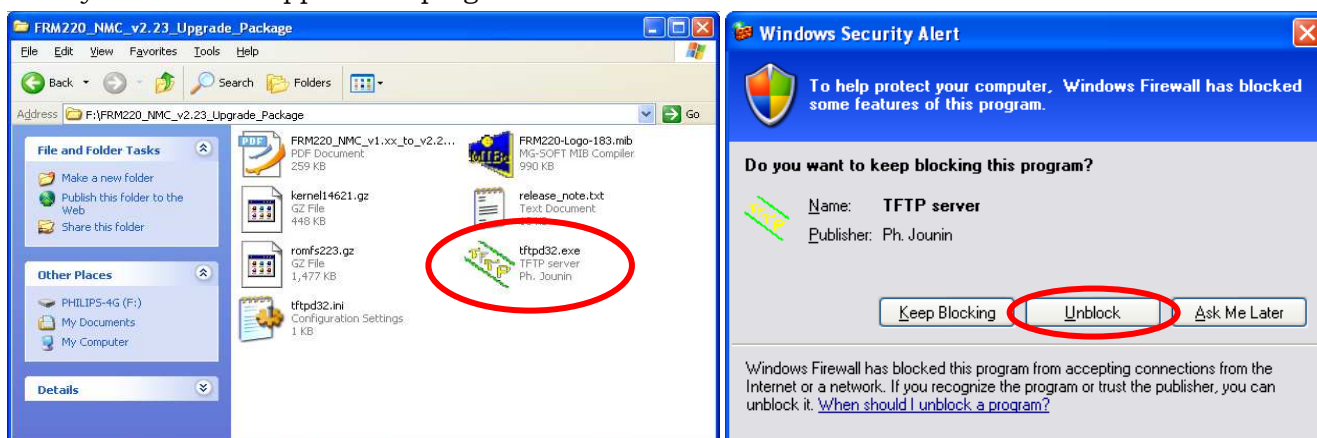 FRM220_NMC_v2.23_Upgrade_Package
File Edit View Favorites Tools Help
Back Search Folders
Address F:\FRM220_NMC_v2.23_Upgrade_Package Go
File and Folder Tasks
Make a new folder
Publish this folder to the
Web
Share this folder
Other Places
PHILIPS-4G (F:)
My Documents
My Computer
Details
PDF
FRM220_NMC_v1.xx_to_v2.2...
PDF Document
259 KB
FRM220-Logo-183.mib
MG-SOFT MIB Compiler
990 KB
kernel14621.gz
GZ File
448 KB
release_note.txt
Text Document
romfs223.gz
GZ File
1,477 KB
TFTP
tftpd32.exe
TFTP server
Ph. Jounin
tftpd32.ini
Configuration Settings
1 KB
Windows Security Alert
To help protect your computer, Windows Firewall has blocked
some features of this program.
Do you want to keep blocking this program?
Name: TFTP server
Publisher: Ph. Jounin
Keep Blocking Unblock Ask Me Later
Windows Firewall has blocked this program from accepting connections from the
Internet or a network. If you recognize the program or trust the publisher, you can
unblock it. When should I unblock a program?